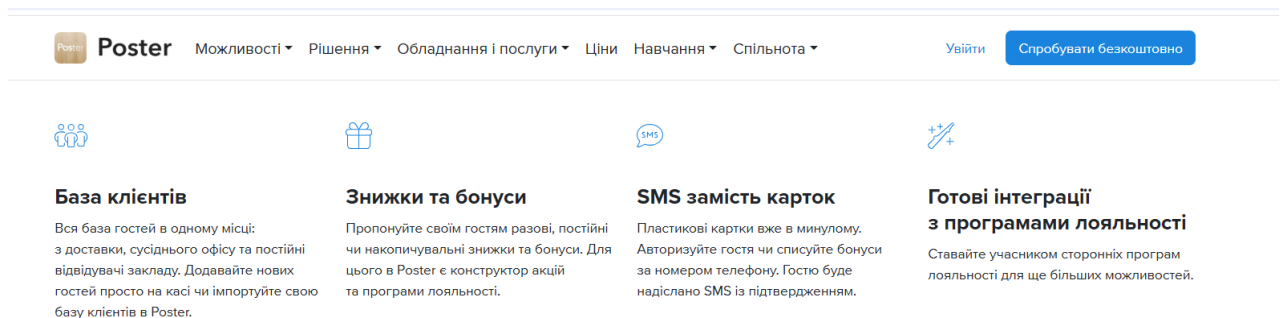 Poster Poster Можливості Рішення Обладнання і послуги Ціни Навчання Спільнота Увійти Спробувати безкоштовно
SMS
База клієнтів
Вся база гостей в одному місці:
з доставки, сусіднього офісу та постійні
відвідувачі закладу. Додавайте нових
гостей просто на касі чи імпортуйте свою
базу клієнтів в Poster.
Знижки та бонуси
Пропонуйте своїм гостям разові, постійні
чи накопичувальні знижки та бонуси. Для
цього в Poster є конструктор акцій
та програми лояльності.
SMS замість карток
Пластикові картки вже в минулому.
Авторизуйте гостя чи списуйте бонуси
за номером телефону. Гостю буде
надіслано SMS із підтвердженням.
Готові інтеграції
з програмами лояльності
Ставайте учасником сторонніх програм
лояльності для ще більших можливостей.